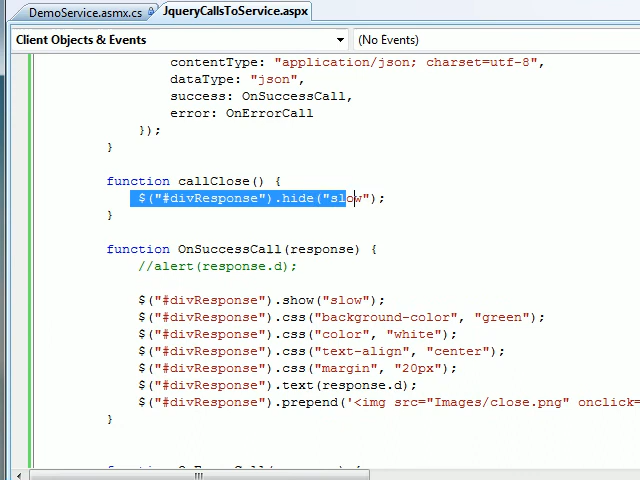 DemoService.asmx.cs JqueryCallsToService.aspx
Client Objects & Events (No Events)
contentType: "application/json; charset=utf-8",
dataType: "json",
success: OnSuccessCall,
error: OnErrorCall
});
}
function callClose() {
$("#divResponse").hide("slow");
}
function OnSuccessCall(response) {
//alert(response.d);
$("#divResponse").show("slow");
$("#divResponse").css("background-color", "green");
$("#divResponse").css("color", "white");
$("#divResponse").css("text-align", "center");
$("#divResponse").css("margin", "20px");
$("#divResponse").text(response.d);
$("#divResponse").prepend('<img src="Images/close.png" onclick=
}